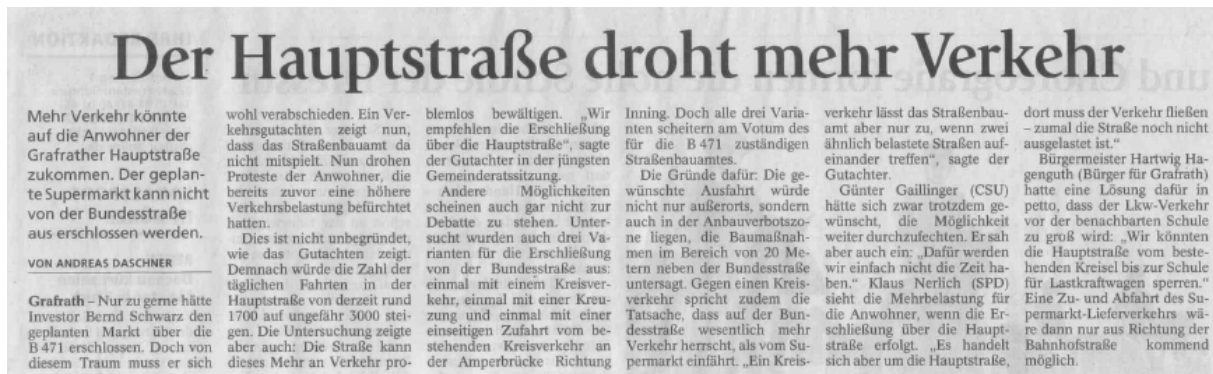 Der Hauptstraße droht mehr Verkehr
Mehr Verkehr könnte
auf die Anwohner der
Grafrather Hauptstraße
zukommen. Der geplan-
te Supermarkt kann nicht
von der Bundesstraße
aus erschlossen werden.
VON ANDREAS DASCHNER
Grafrath – Nur zu gerne hätte
Investor Bernd Schwarz den
geplanten Markt über die
B 471 erschlossen. Doch von
diesem Traum muss er sich
wohl verabschieden. Ein Ver-
kehrsgutachten zeigt nun,
dass das Straßenbauamt da
nicht mitspielt. Nun drohen
Proteste der Anwohner, die
bereits zuvor eine höhere
Verkehrsbelastung befürchtet
hatten.
Dies ist nicht unbegründet,
wie das Gutachten zeigt.
Demnach würde die Zahl der
täglichen Fahrten in der
Hauptstraße von derzeit rund
1700 auf ungefähr 3000 stei-
gen. Die Untersuchung zeigte
aber auch: Die Straße kann
dieses Mehr an Verkehr pro-
blemlos bewältigen. „Wir
empfehlen die Erschließung
über die Hauptstraße“, sagte
der Gutachter in der jüngsten
Gemeinderatssitzung.
Andere Möglichkeiten
scheinen auch gar nicht zur
Debatte zu stehen. Unter-
sucht wurden auch drei Va-
rianten für die Erschließung
von der Bundesstraße aus:
einmal mit einem Kreisver-
kehr, einmal mit einer Kreu-
zung und einmal mit einer
einseitigen Zufahrt vom be-
stehenden Kreisverkehr an
der Amperbrücke Richtung
Inning. Doch alle drei Varia-
nten scheitern am Votum des
für die B 471 zuständigen
Straßenbauamtes.
Die Gründe dafür: Die ge-
wünschte Ausfahrt würde
nicht nur außerorts, sondern
auch in der Anbauverbotszo-
ne liegen, die Baumaßnah-
men im Bereich von 20 Me-
tern neben der Bundesstraße
untersagt. Gegen einen Kreis-
verkehr spricht zudem die
Tatsache, dass auf der Bun-
desstraße wesentlich mehr
Verkehr herrscht, als vom Su-
permarkt einfährt. „Ein Kreis-
verkehr lässt das Straßenbau-
amt aber nur zu, wenn zwei
ähnlich belastete Straßen auf-
einander treffen“, sagte der
Gutachter.
Günter Gaillinger (CSU)
hätte sich zwar trotzdem ge-
wünscht, die Möglichkeit
weiter durchzufechten. Er sah
aber auch ein: „Dafür werden
wir einfach nicht die Zeit ha-
ben.“ Klaus Nerlich (SPD)
sieht die Mehrbelastung für
die Anwohner, wenn die Er-
schließung über die Haupt-
straße erfolgt. „Es handelt
sich aber um die Hauptstraße,
dort muss der Verkehr fließen
– zumal die Straße noch nicht
ausgelastet ist.“
Bürgermeister Hartwig Ha-
genguth (Bürger für Grafrath)
hatte eine Lösung dafür in
petto, dass der Lkw-Verkehr
vor der benachbarten Schule
zu groß wird: „Wir könnten
die Hauptstraße vom beste-
henden Kreisel bis zur Schule
für Lastkraftwagen sperren.“
Eine Zu- und Abfahrt des Su-
permarkt-Lieferverkehrs wä-
re dann nur aus Richtung der
Bahnhofstraße kommend
möglich.